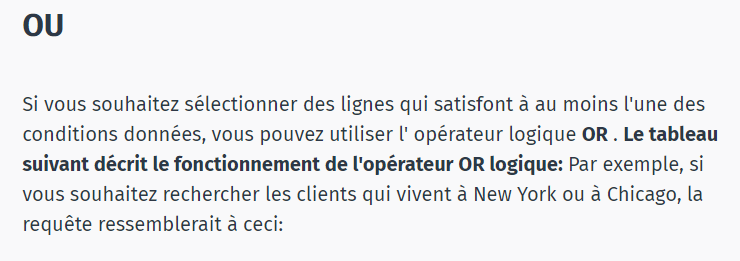 OU
Si vous souhaitez sélectionner des lignes qui satisfont à au moins l'une des
conditions données, vous pouvez utiliser l' opérateur logique OR . Le tableau
suivant décrit le fonctionnement de l'opérateur OR logique: Par exemple, si
vous souhaitez rechercher les clients qui vivent à New York ou à Chicago, la
requête ressemblerait à ceci: